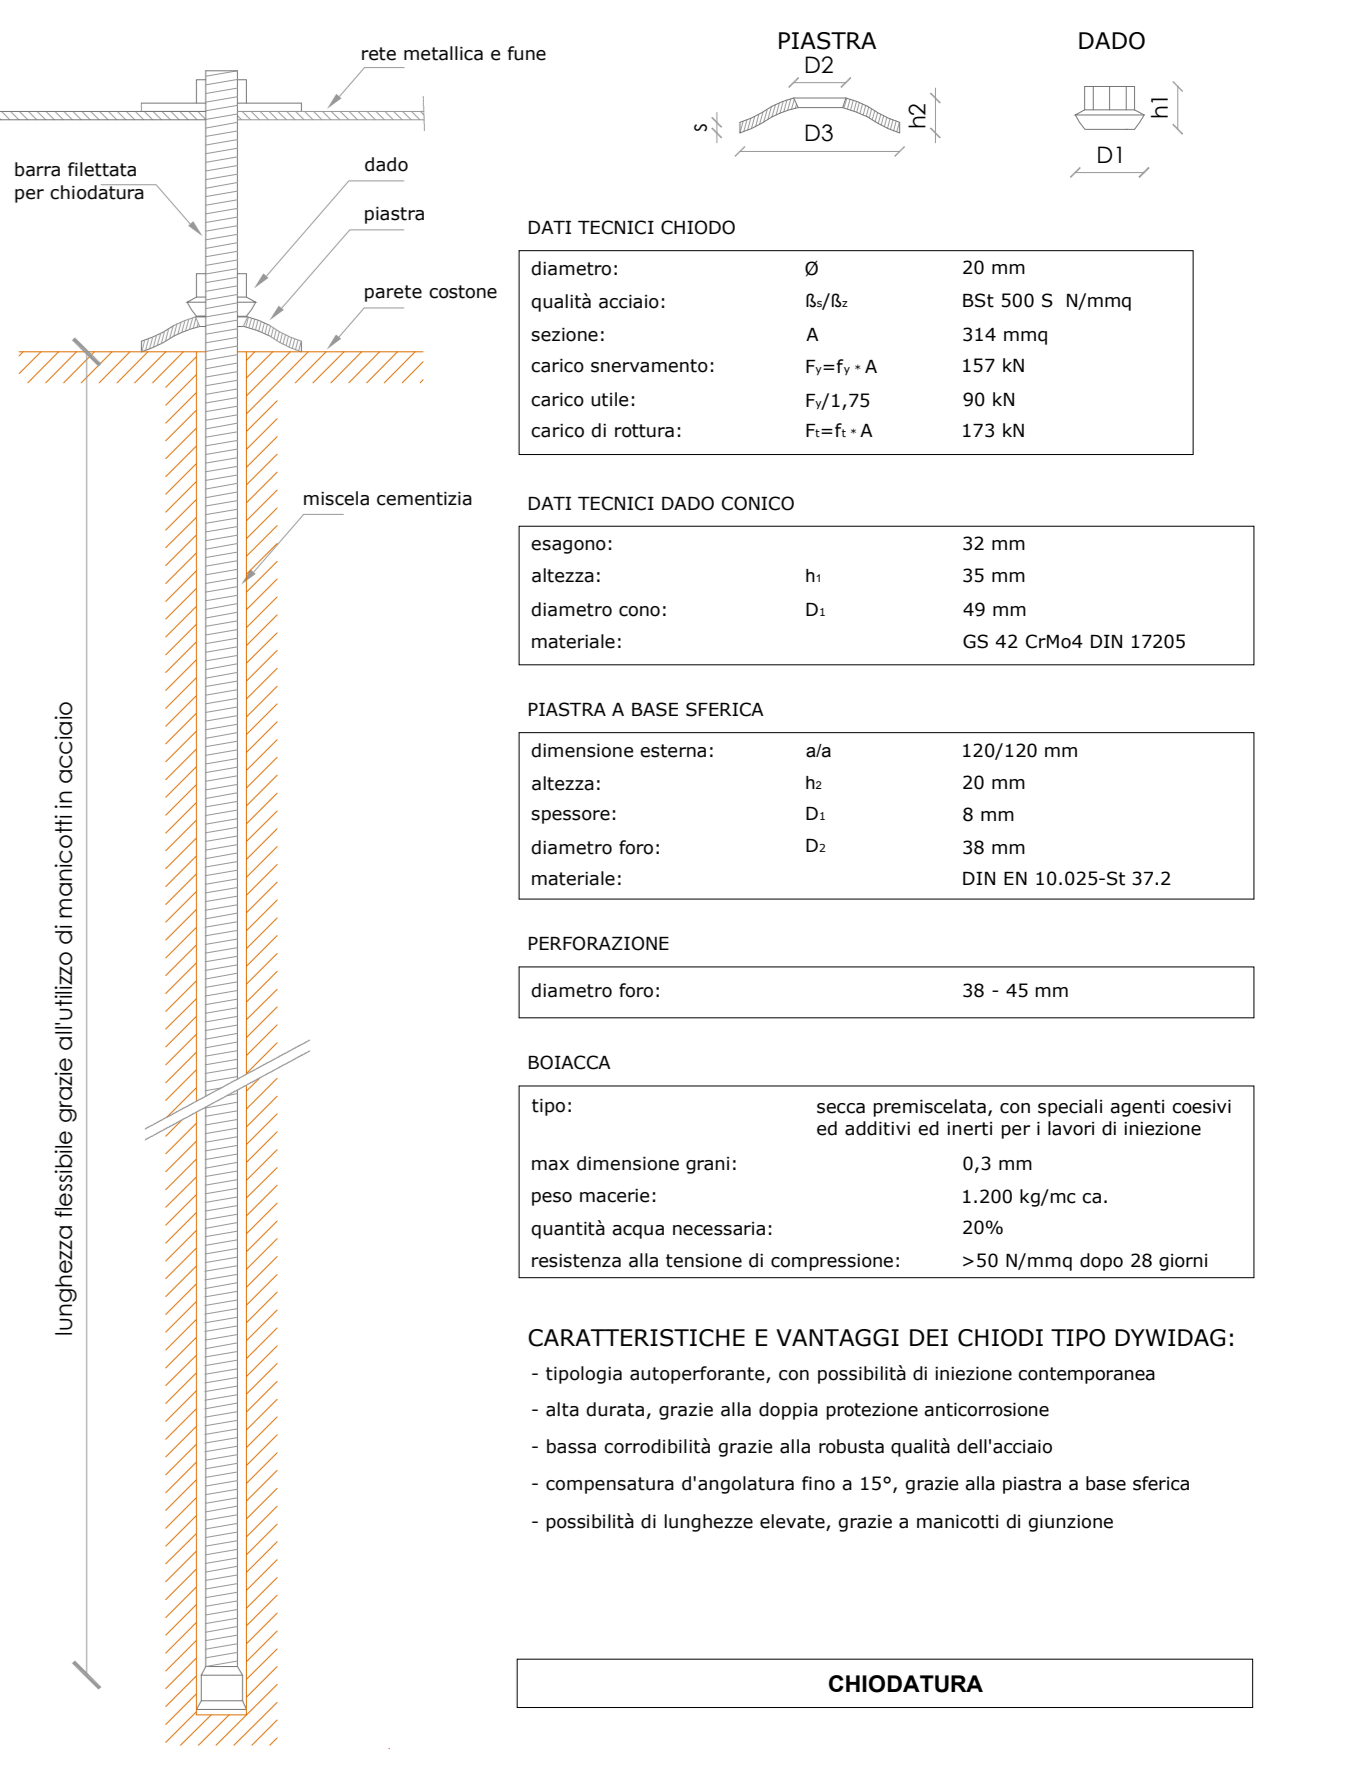 rete metallica e fune
barra filettata
per chiodatura
dado
piastra
parete costone
miscela cementizia
lunghezza flessibile grazie all'utilizzo di manicotti in acciaio
PIASTRA
D2
s
h2
D3
DADO
h1
D1
DATI TECNICI CHIODO
diametro: Ø 20 mm
qualità acciaio: ßs/ßz BSt 500 S N/mmq
sezione: A 314 mmq
carico snervamento: Fy=fy * A 157 kN
carico utile: Fy/1,75 90 kN
carico di rottura: Ft=ft * A 173 kN
DATI TECNICI DADO CONICO
esagono: 32 mm
altezza: h1 35 mm
diametro cono: D1 49 mm
materiale: GS 42 CrMo4 DIN 17205
PIASTRA A BASE SFERICA
dimensione esterna: a/a 120/120 mm
altezza: h2 20 mm
spessore: D1 8 mm
diametro foro: D2 38 mm
materiale: DIN EN 10.025-St 37.2
PERFORAZIONE
diametro foro: 38 - 45 mm
BOIACCA
tipo: secca premiscelata, con speciali agenti coesivi
ed additivi ed inerti per i lavori di iniezione
max dimensione grani: 0,3 mm
peso macerie: 1.200 kg/mc ca.
quantità acqua necessaria: 20%
resistenza alla tensione di compressione: >50 N/mmq dopo 28 giorni
CARATTERISTICHE E VANTAGGI DEI CHIODI TIPO DYWIDAG:
- tipologia autoperforante, con possibilità di iniezione contemporanea
- alta durata, grazie alla doppia protezione anticorrosione
- bassa corrodibilità grazie alla robusta qualità dell'acciaio
- compensatura d'angolatura fino a 15°, grazie alla piastra a base sferica
- possibilità di lunghezze elevate, grazie a manicotti di giunzione
CHIODATURA